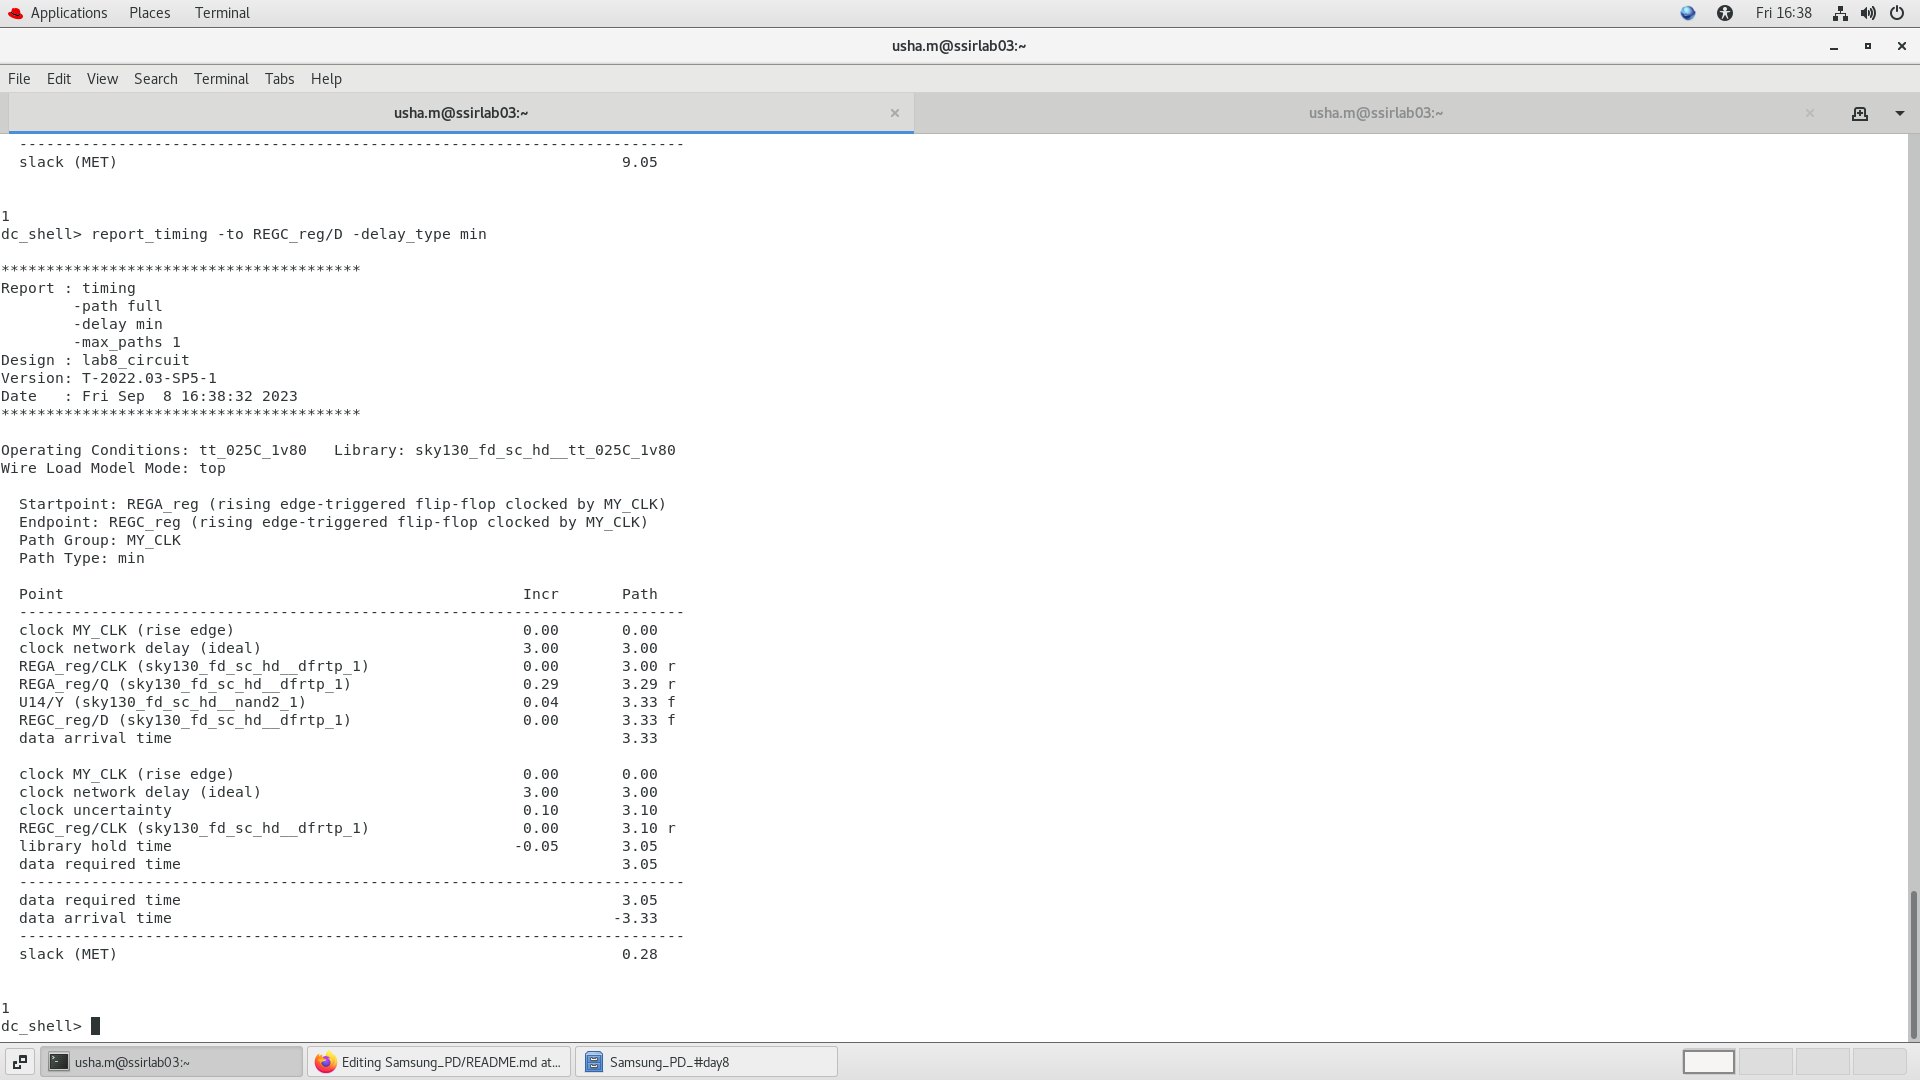 Applications Places Terminal Fri 16:38
usha.m@ssirlab03:~
File Edit View Search Terminal Tabs Help
usha.m@ssirlab03:~ × usha.m@ssirlab03:~ ×
--------------------------------------------------------------------------
slack (MET) 9.05
1
dc_shell> report_timing -to REGC_reg/D -delay_type min
****************************************
Report : timing
-path full
-delay min
-max_paths 1
Design : lab8_circuit
Version: T-2022.03-SP5-1
Date : Fri Sep 8 16:38:32 2023
****************************************
Operating Conditions: tt_025C_1v80 Library: sky130_fd_sc_hd__tt_025C_1v80
Wire Load Model Mode: top
Startpoint: REGA_reg (rising edge-triggered flip-flop clocked by MY_CLK)
Endpoint: REGC_reg (rising edge-triggered flip-flop clocked by MY_CLK)
Path Group: MY_CLK
Path Type: min
Point Incr Path
--------------------------------------------------------------------------
clock MY_CLK (rise edge) 0.00 0.00
clock network delay (ideal) 3.00 3.00
REGA_reg/CLK (sky130_fd_sc_hd__dfrtp_1) 0.00 3.00 r
REGA_reg/Q (sky130_fd_sc_hd__dfrtp_1) 0.29 3.29 r
U14/Y (sky130_fd_sc_hd__nand2_1) 0.04 3.33 f
REGC_reg/D (sky130_fd_sc_hd__dfrtp_1) 0.00 3.33 f
data arrival time 3.33
clock MY_CLK (rise edge) 0.00 0.00
clock network delay (ideal) 3.00 3.00
clock uncertainty 0.10 3.10
REGC_reg/CLK (sky130_fd_sc_hd__dfrtp_1) 0.00 3.10 r
library hold time -0.05 3.05
data required time 3.05
--------------------------------------------------------------------------
data required time 3.05
data arrival time -3.33
--------------------------------------------------------------------------
slack (MET) 0.28
1
dc_shell>
usha.m@ssirlab03:~ Editing Samsung_PD/README.md at... Samsung_PD_#day8